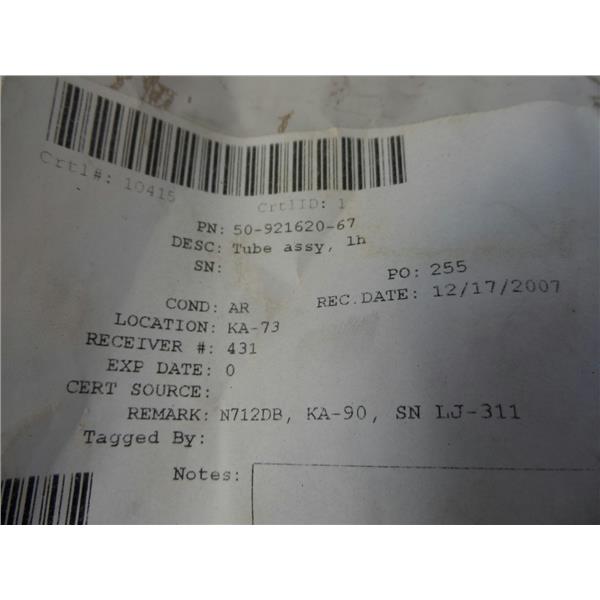 Crtl#: 10415
CrtlID: 1
PN: 50-921620-67
DESC: Tube assy, lh
SN:
PO: 255
COND: AR
REC.DATE: 12/17/2007
LOCATION: KA-73
RECEIVER #: 431
EXP DATE: 0
CERT SOURCE:
REMARK: N712DB, KA-90, SN LJ-311
Tagged By:
Notes: